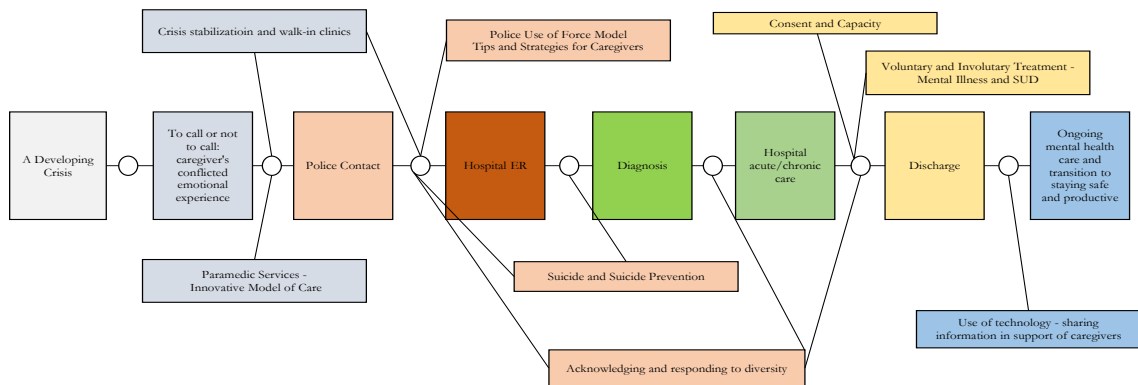 Crisis stabilizatioin and walk-in clinics
Police Use of Force Model
Tips and Strategies for Caregivers
Consent and Capacity
Voluntary and Involutary Treatment -
Mental Illness and SUD
A Developing
Crisis
To call or not
to call:
caregiver's
conflicted
emotional
experience
Police Contact
Hospital ER
Diagnosis
Hospital
acute/chronic
care
Discharge
Ongoing
mental health
care and
transition to
staying safe
and productive
Paramedic Services -
Innovative Model of Care
Suicide and Suicide Prevention
Use of technology - sharing
information in support of caregivers
Acknowledging and responding to diversity